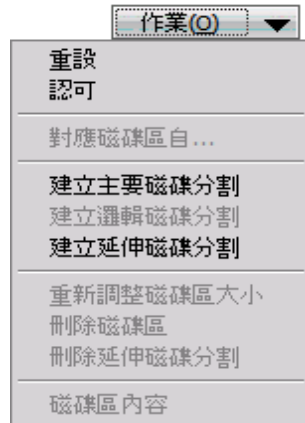 作業(O)
重設
認可
對應磁碟區自...
建立主要磁碟分割
建立邏輯磁碟分割
建立延伸磁碟分割
重新調整磁碟區大小
刪除磁碟區
刪除延伸磁碟分割
磁碟區內容